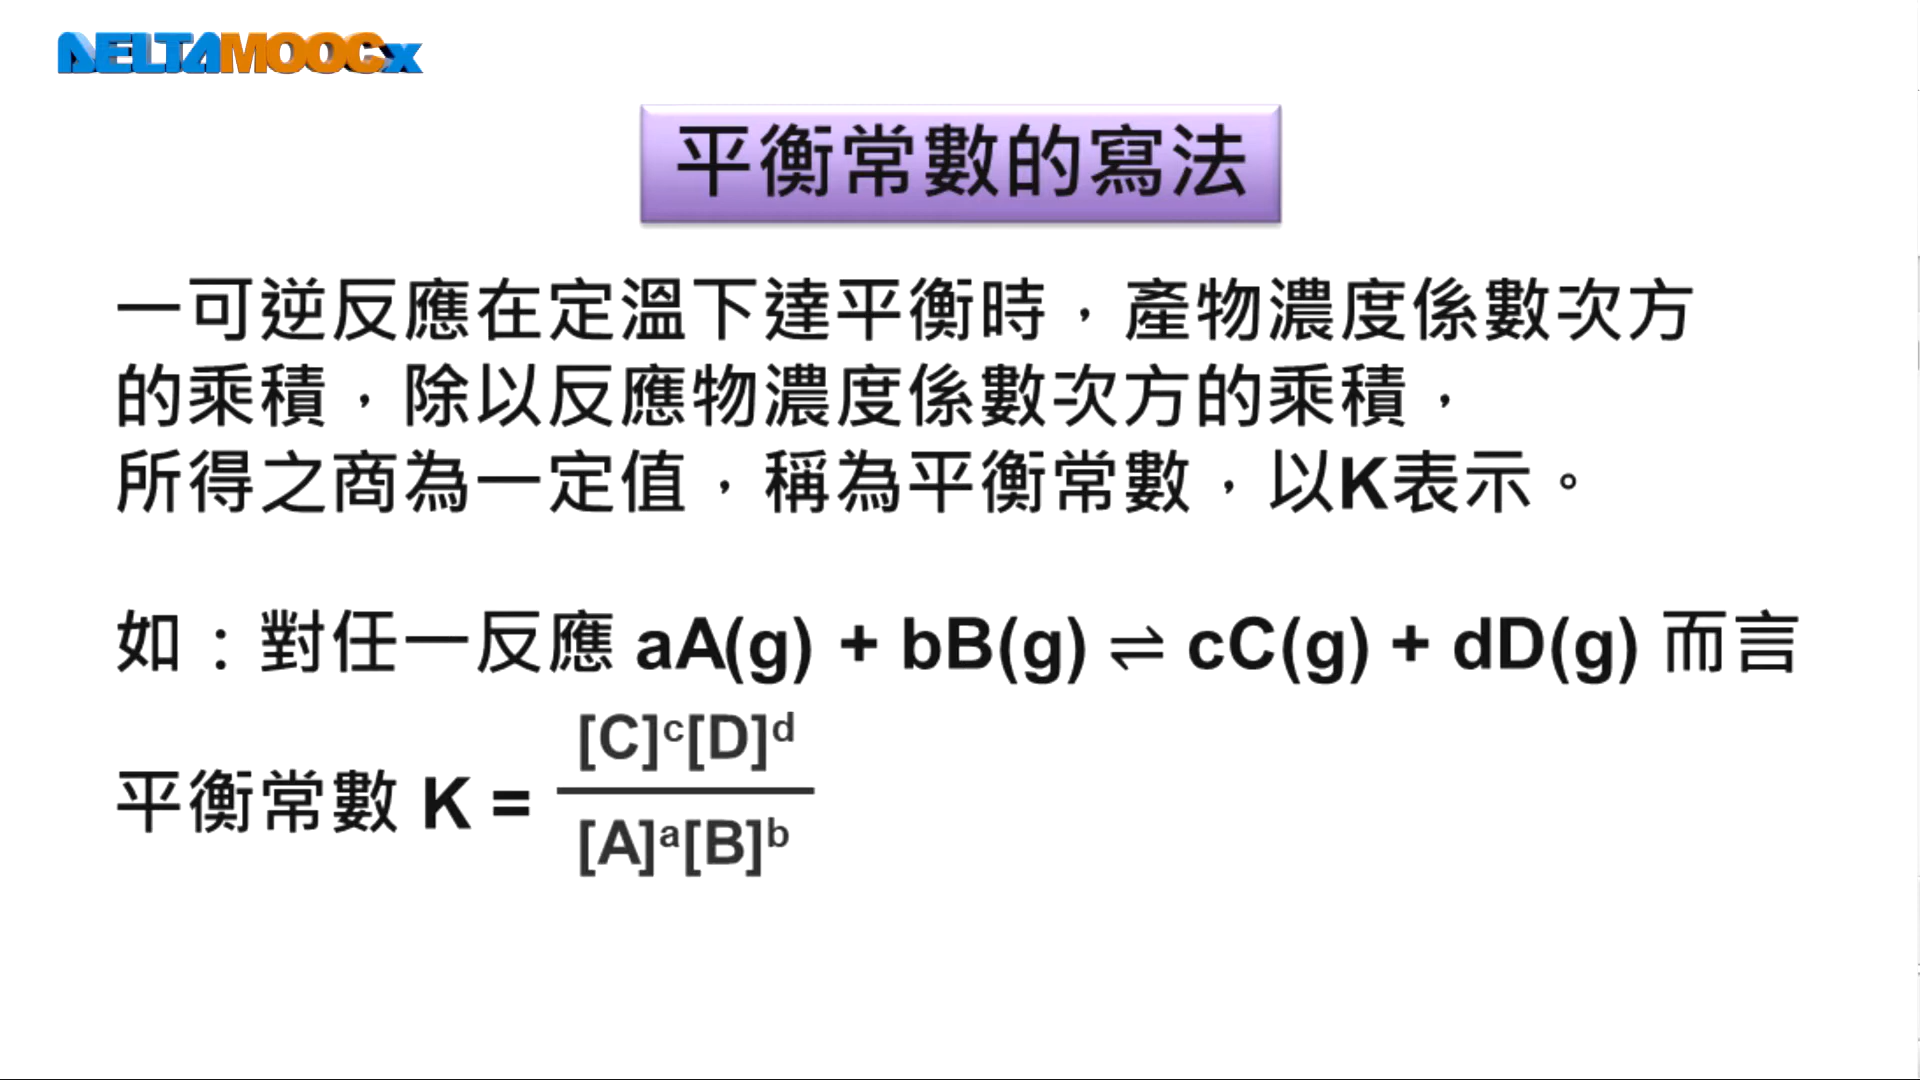 DELTAMOOCx
平衡常數的寫法
一可逆反應在定溫下達平衡時，產物濃度係數次方
的乘積，除以反應物濃度係數次方的乘積，
所得之商為一定值，稱為平衡常數，以K表示。
如：對任一反應 aA(g) + bB(g) ⇌ cC(g) + dD(g) 而言
平衡常數 K = [C]ᶜ[D]ᵈ
[A]ᵃ[B]ᵇ